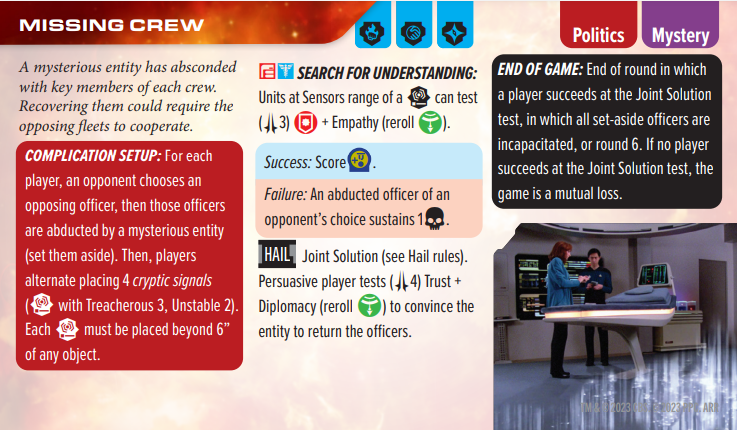 MISSING CREW
Politics
Mystery
A mysterious entity has absconded
with key members of each crew.
Recovering them could require the
opposing fleets to cooperate.
COMPLICATION SETUP: For each
player, an opponent chooses an
opposing officer, then those officers
are abducted by a mysterious entity
(set them aside). Then, players
alternate placing 4 cryptic signals
( with Treacherous 3, Unstable 2).
Each must be placed beyond 6”
of any object.
SEARCH FOR UNDERSTANDING:
Units at Sensors range of a can test
( 3) + Empathy (reroll ).
Success: Score .
Failure: An abducted officer of an
opponent’s choice sustains 1 .
HAIL Joint Solution (see Hail rules).
Persuasive player tests ( 4) Trust +
Diplomacy (reroll ) to convince the
entity to return the officers.
END OF GAME: End of round in which
a player succeeds at the Joint Solution
test, in which all set-aside officers are
incapacitated, or round 6. If no player
succeeds at the Joint Solution test, the
game is a mutual loss.